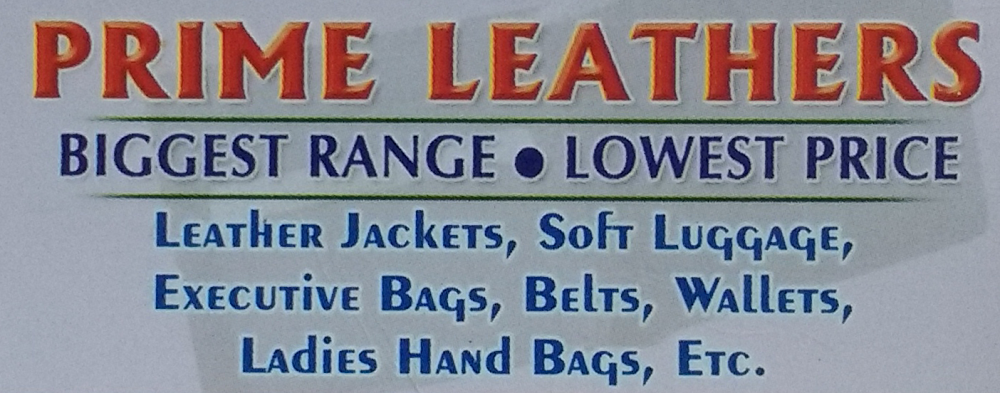 PRIME LEATHERS
BIGGEST RANGE ● LOWEST PRICE
Leather Jackets, Soft Luggage,
Executive Bags, Belts, Wallets,
Ladies Hand Bags, Etc.